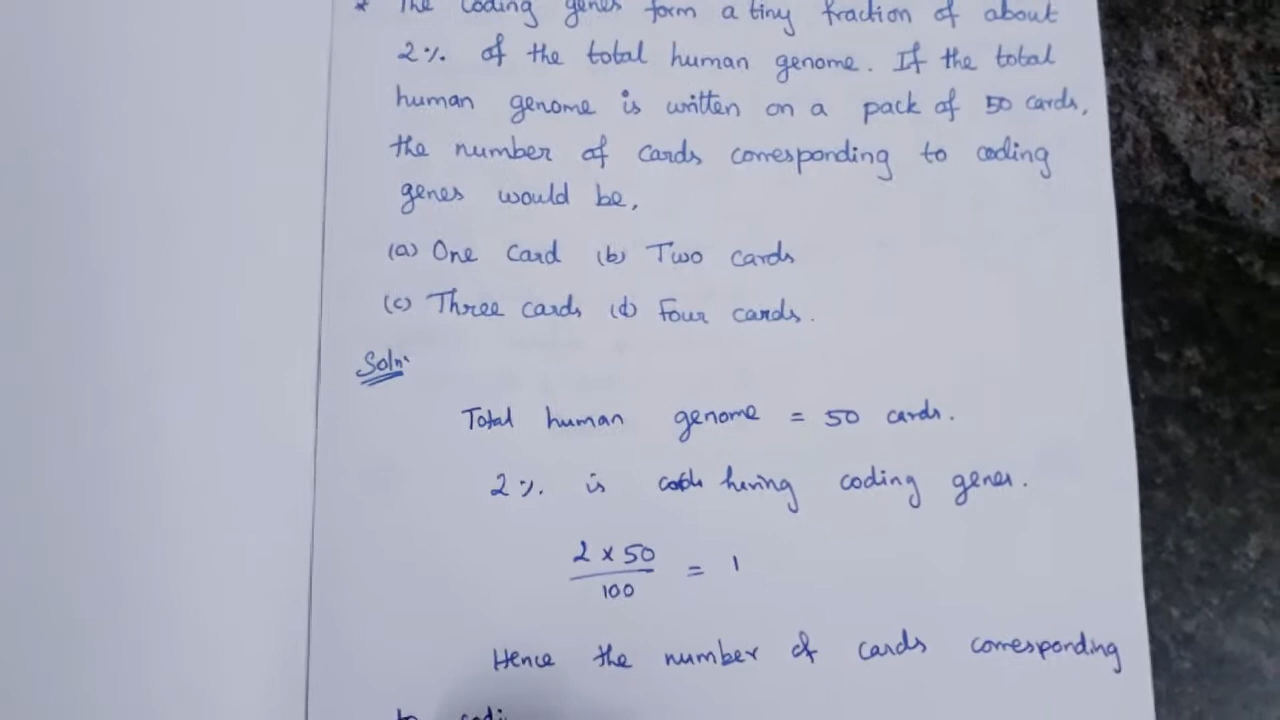 * The coding genes form a tiny fraction of about
2%. of the total human genome. If the total
human genome is written on a pack of 50 cards,
the number of cards corresponding to coding
genes would be,
(a) One card (b) Two cards
(c) Three cards (d) Four cards.
Soln:
Total human genome = 50 cards.
2%. is having coding genes.
2 x 50
= 1
100
Hence the number of cards corresponding
to